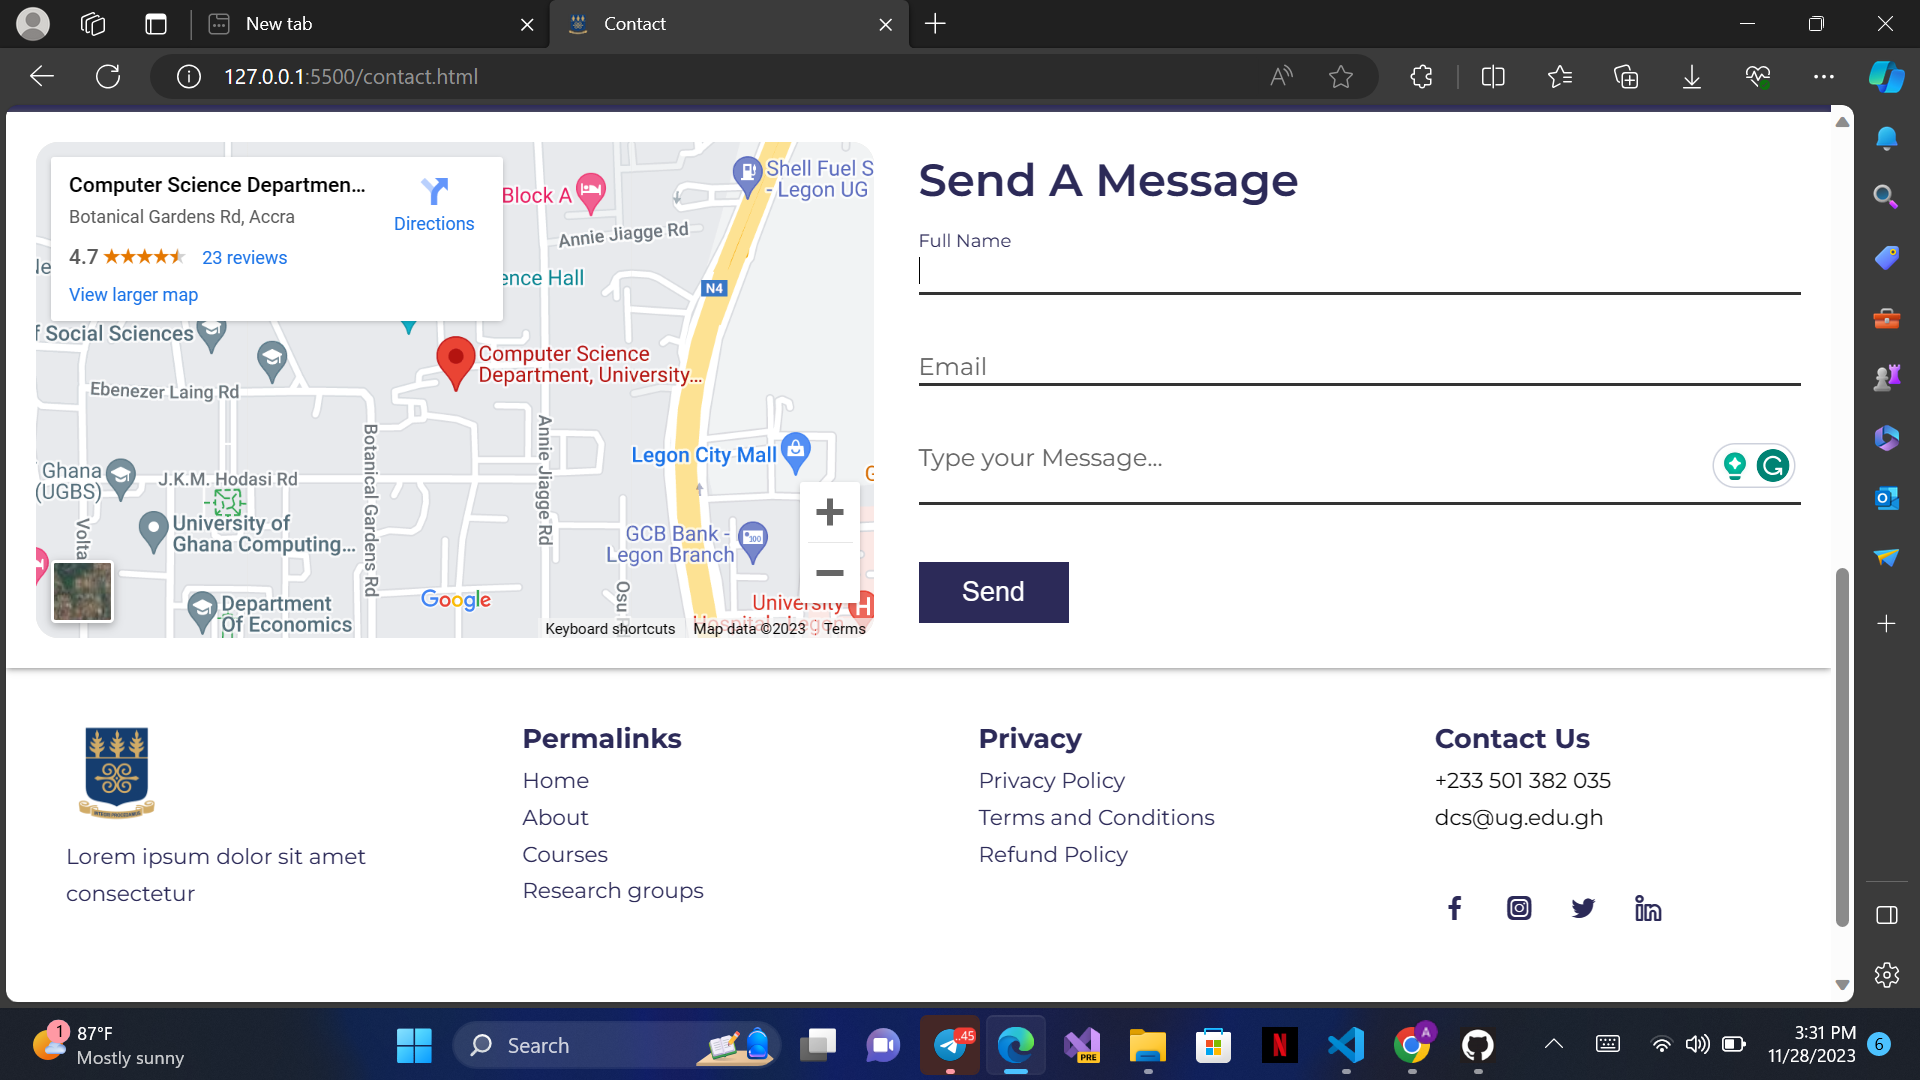 New tab
Contact
127.0.0.1:5500/contact.html
Computer Science Departmen...
Botanical Gardens Rd, Accra
4.7
23 reviews
View larger map
Directions
Block A
Shell Fuel S
- Legon UG
Annie Jiagge Rd
ence Hall
N4
f Social Sciences
Computer Science
Department, University...
Ebenezer Laing Rd
Botanical Gardens Rd
Annie Jiagge Rd
Legon City Mall
Ghana
(UGBS)
J.K.M. Hodasi Rd
University of
Ghana Computing...
Volta
GCB Bank -
Legon Branch
Department
Of Economics
Google
Osu
University
Hospital - Legon
Keyboard shortcuts
Map data ©2023
Terms
Send A Message
Full Name
Email
Type your Message...
Send
Lorem ipsum dolor sit amet
consectetur
Permalinks
Home
About
Courses
Research groups
Privacy
Privacy Policy
Terms and Conditions
Refund Policy
Contact Us
+233 501 382 035
dcs@ug.edu.gh
1
87°F
Mostly sunny
Search
..45
PRE
A
3:31 PM
11/28/2023
6